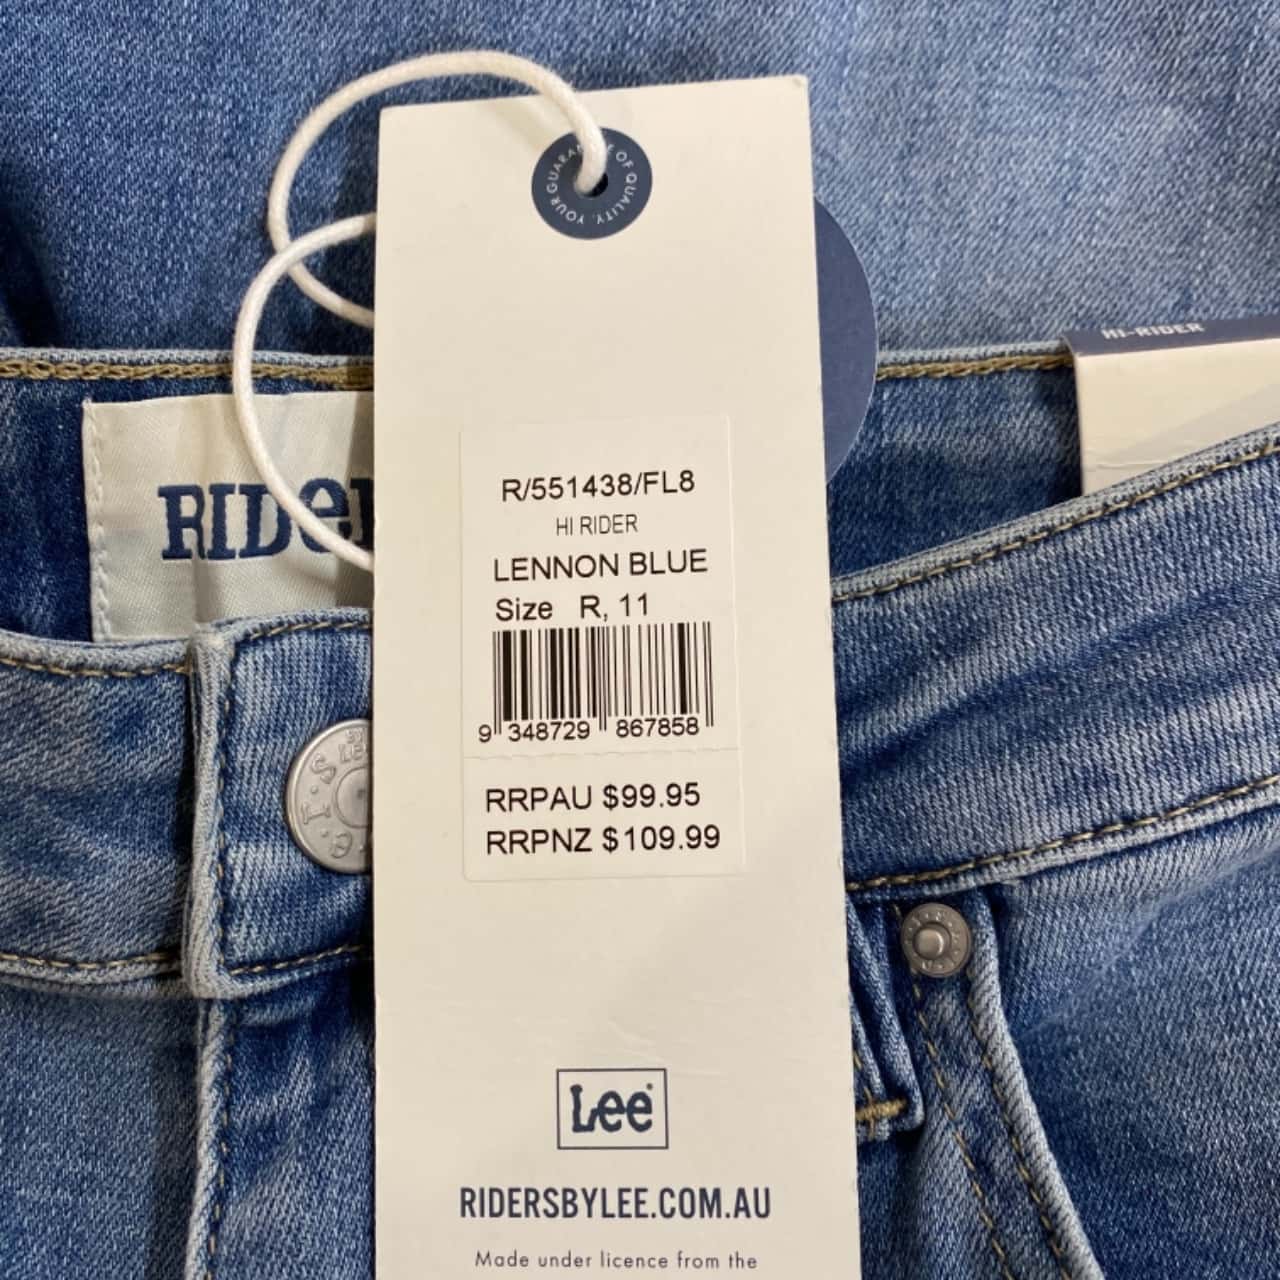 YOUR GUARANTEE OF QUALITY.
HI-RIDER
R/551438/FL8
HI RIDER
LENNON BLUE
Size R, 11
9 348729 867858
RRPAU $99.95
RRPNZ $109.99
Lee
RIDERSBYLEE.COM.AU
Made under licence from the